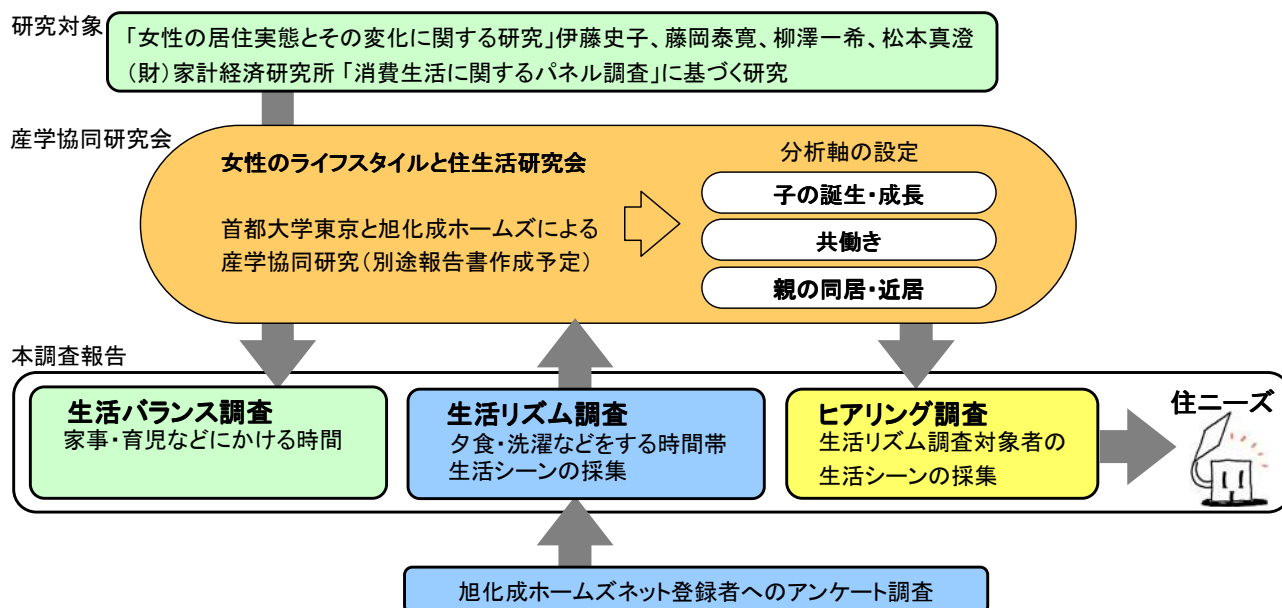 研究対象
「女性の居住実態とその変化に関する研究」伊藤史子、藤岡泰寛、柳澤一希、松本真澄
(財)家計経済研究所「消費生活に関するパネル調査」に基づく研究
産学協同研究会
女性のライフスタイルと住生活研究会
首都大学東京と旭化成ホームズによる
産学協同研究(別途報告書作成予定)
分析軸の設定
子の誕生・成長
共働き
親の同居・近居
本調査報告
生活バランス調査
家事・育児などにかける時間
生活リズム調査
夕食・洗濯などをする時間帯
生活シーンの採集
ヒアリング調査
生活リズム調査対象者の
生活シーンの採集
住ニーズ
旭化成ホームズネット登録者へのアンケート調査